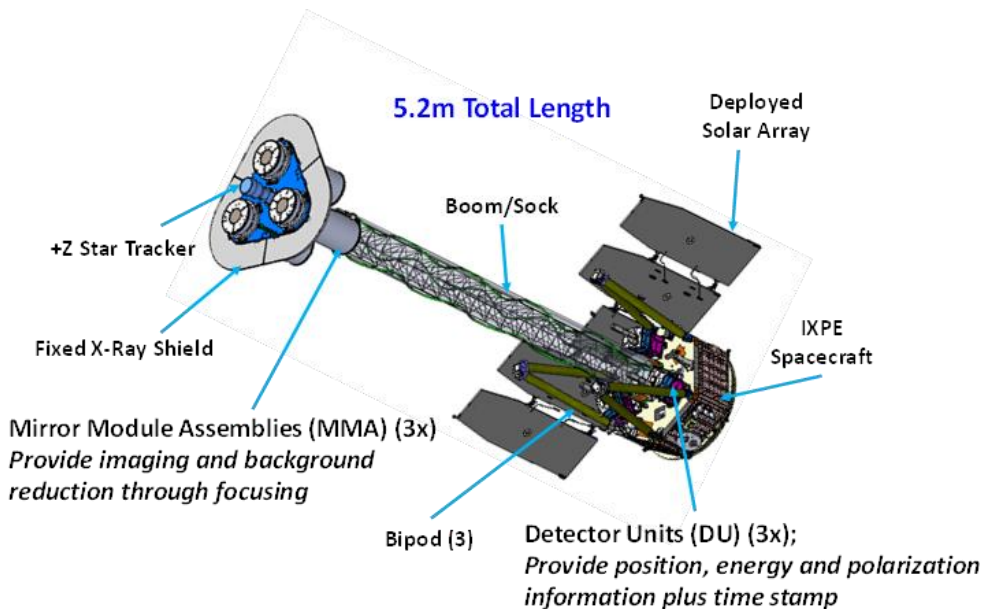 5.2m Total Length
Deployed
Solar Array
Boom/Sock
+Z Star Tracker
IXPE
Spacecraft
Fixed X-Ray Shield
Mirror Module Assemblies (MMA) (3x)
Provide imaging and background
reduction through focusing
Bipod (3)
Detector Units (DU) (3x);
Provide position, energy and polarization
information plus time stamp